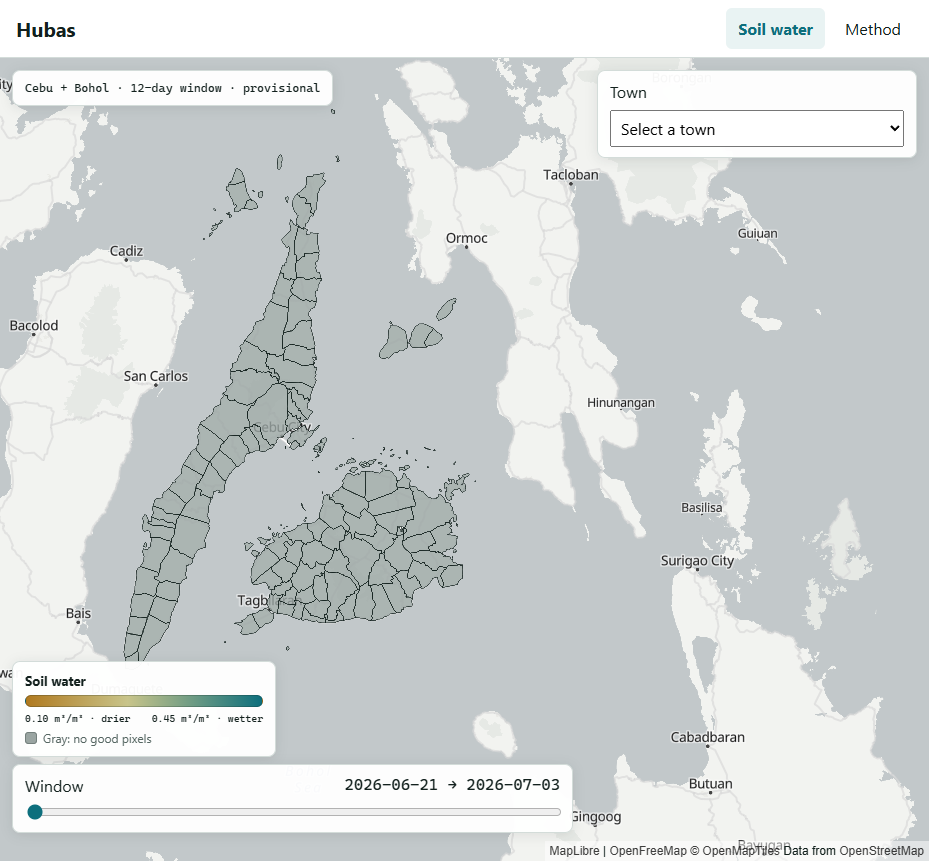 Hubas
Soil water
Method
Cebu + Bohol · 12-day window · provisional
Town
Select a town
Tacloban
Guiuan
Ormoc
Cadiz
Bacolod
San Carlos
Hinunangan
Cebu City
Basilisa
Surigao City
Tagbilaran
Bais
Soil water
0.10 m³/m³ · drier
0.45 m³/m³ · wetter
Gray: no good pixels
Cabadbaran
Window
2026-06-21 → 2026-07-03
Butuan
Gingoog
Bayugan
MapLibre | OpenFreeMap © OpenMapTiles Data from OpenStreetMap